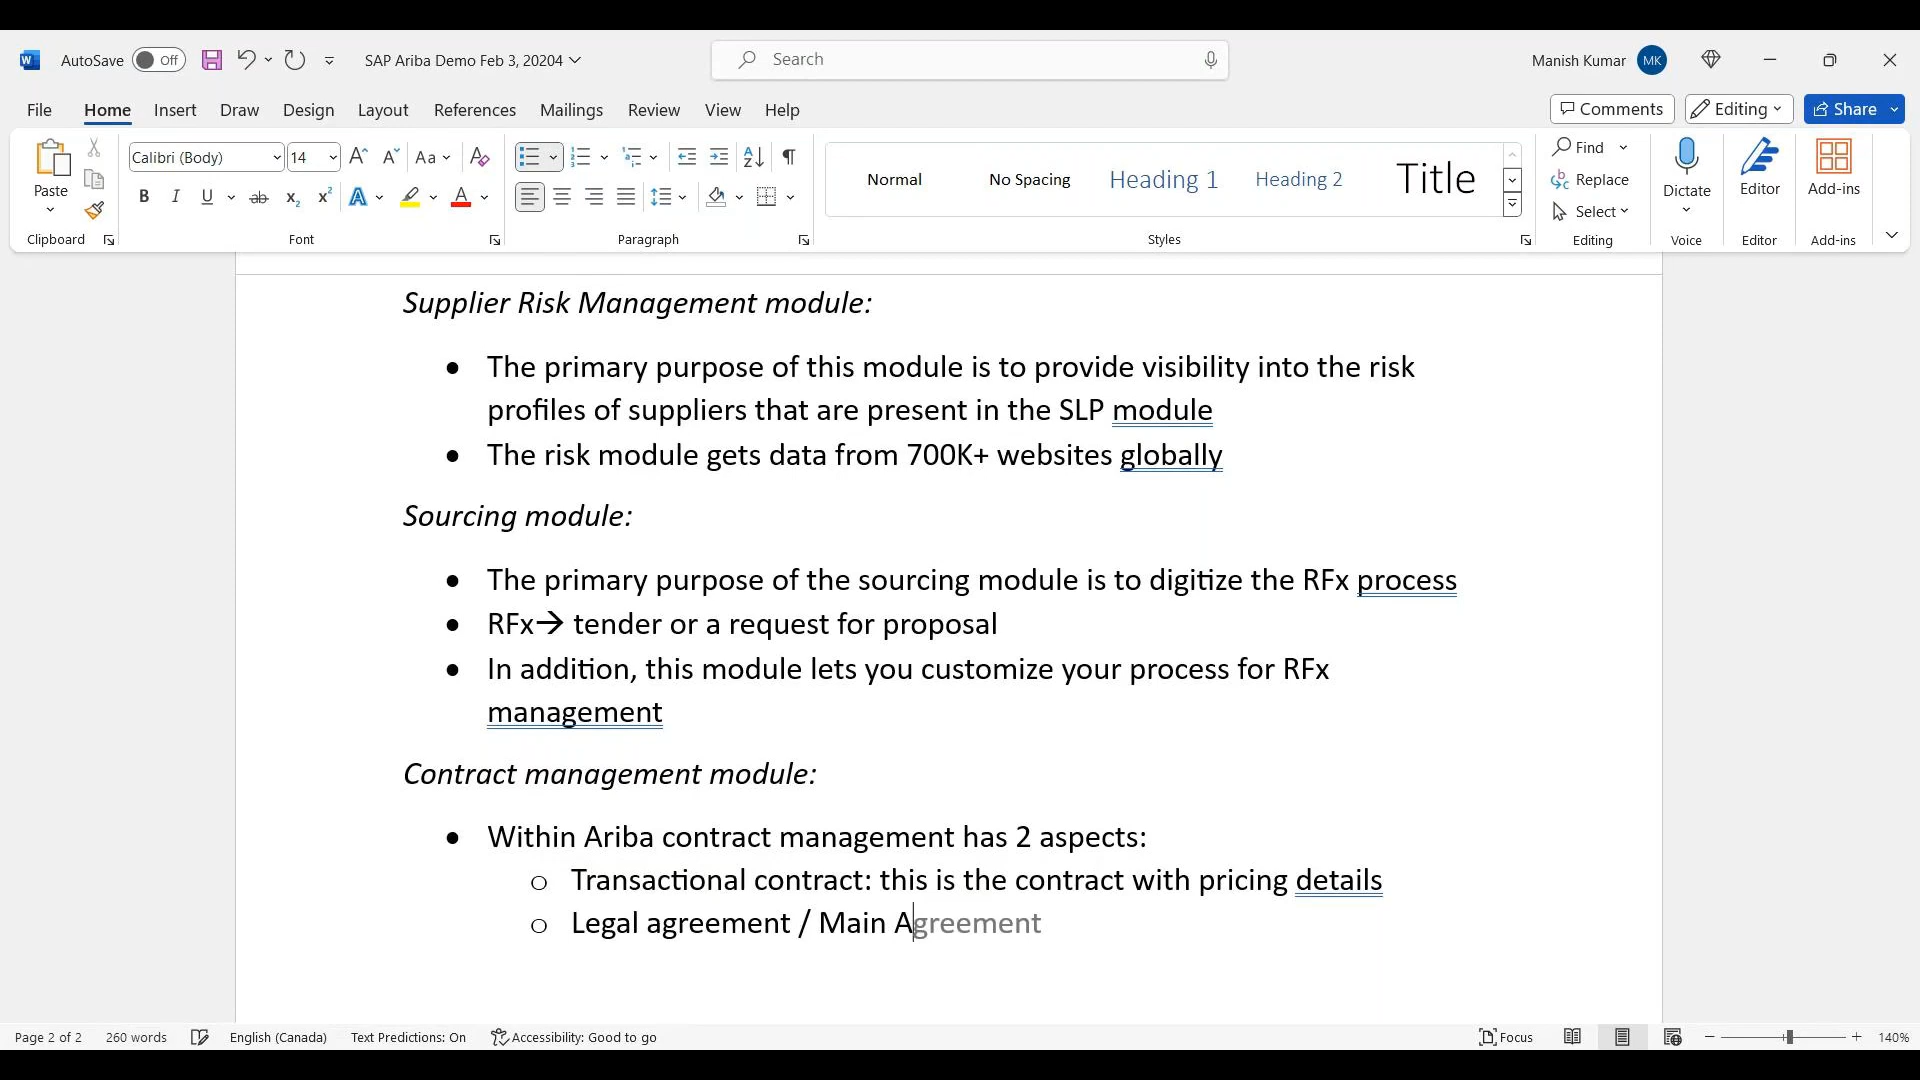 AutoSave Off SAP Ariba Demo Feb 3, 20204 Search Manish Kumar MK
File Home Insert Draw Design Layout References Mailings Review View Help Comments Editing Share
Paste Calibri (Body) 14 Aa Normal No Spacing Heading 1 Heading 2 Title Find Replace Select Dictate Editor Add-ins
Clipboard Font Paragraph Styles Editing Voice Editor Add-ins
Supplier Risk Management module:
• The primary purpose of this module is to provide visibility into the risk
profiles of suppliers that are present in the SLP module
• The risk module gets data from 700K+ websites globally
Sourcing module:
• The primary purpose of the sourcing module is to digitize the RFx process
• RFx→ tender or a request for proposal
• In addition, this module lets you customize your process for RFx
management
Contract management module:
• Within Ariba contract management has 2 aspects:
o Transactional contract: this is the contract with pricing details
o Legal agreement / Main Agreement
Page 2 of 2 260 words English (Canada) Text Predictions: On Accessibility: Good to go Focus 140%